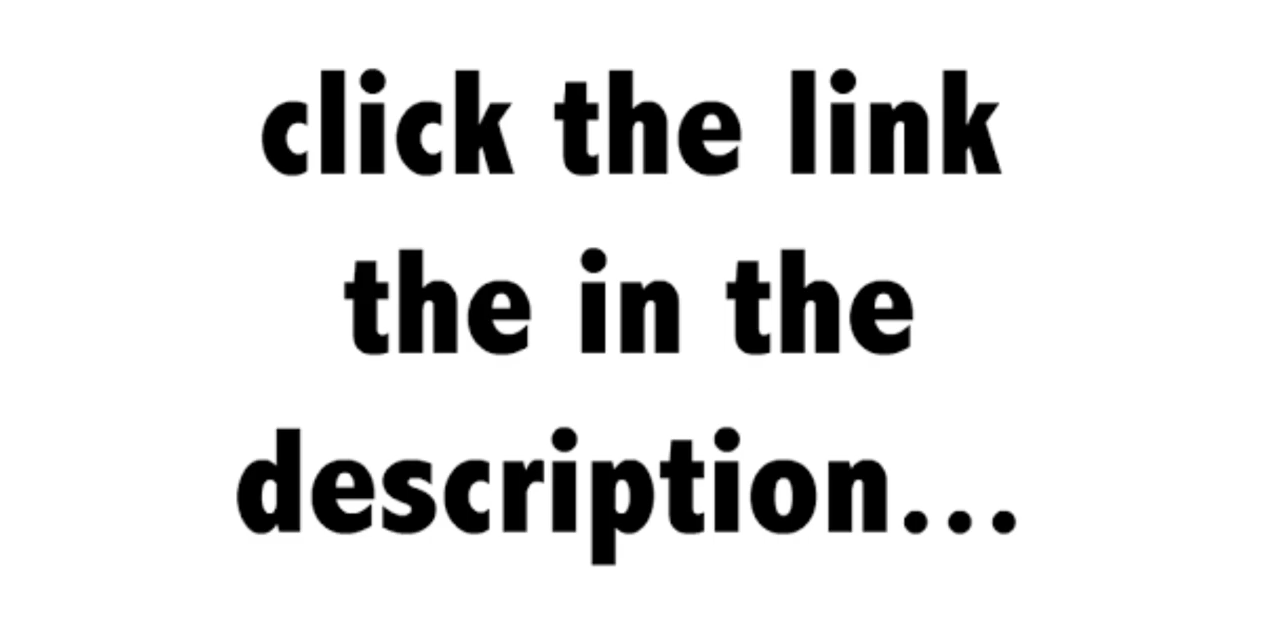 click the link
the in the
description...